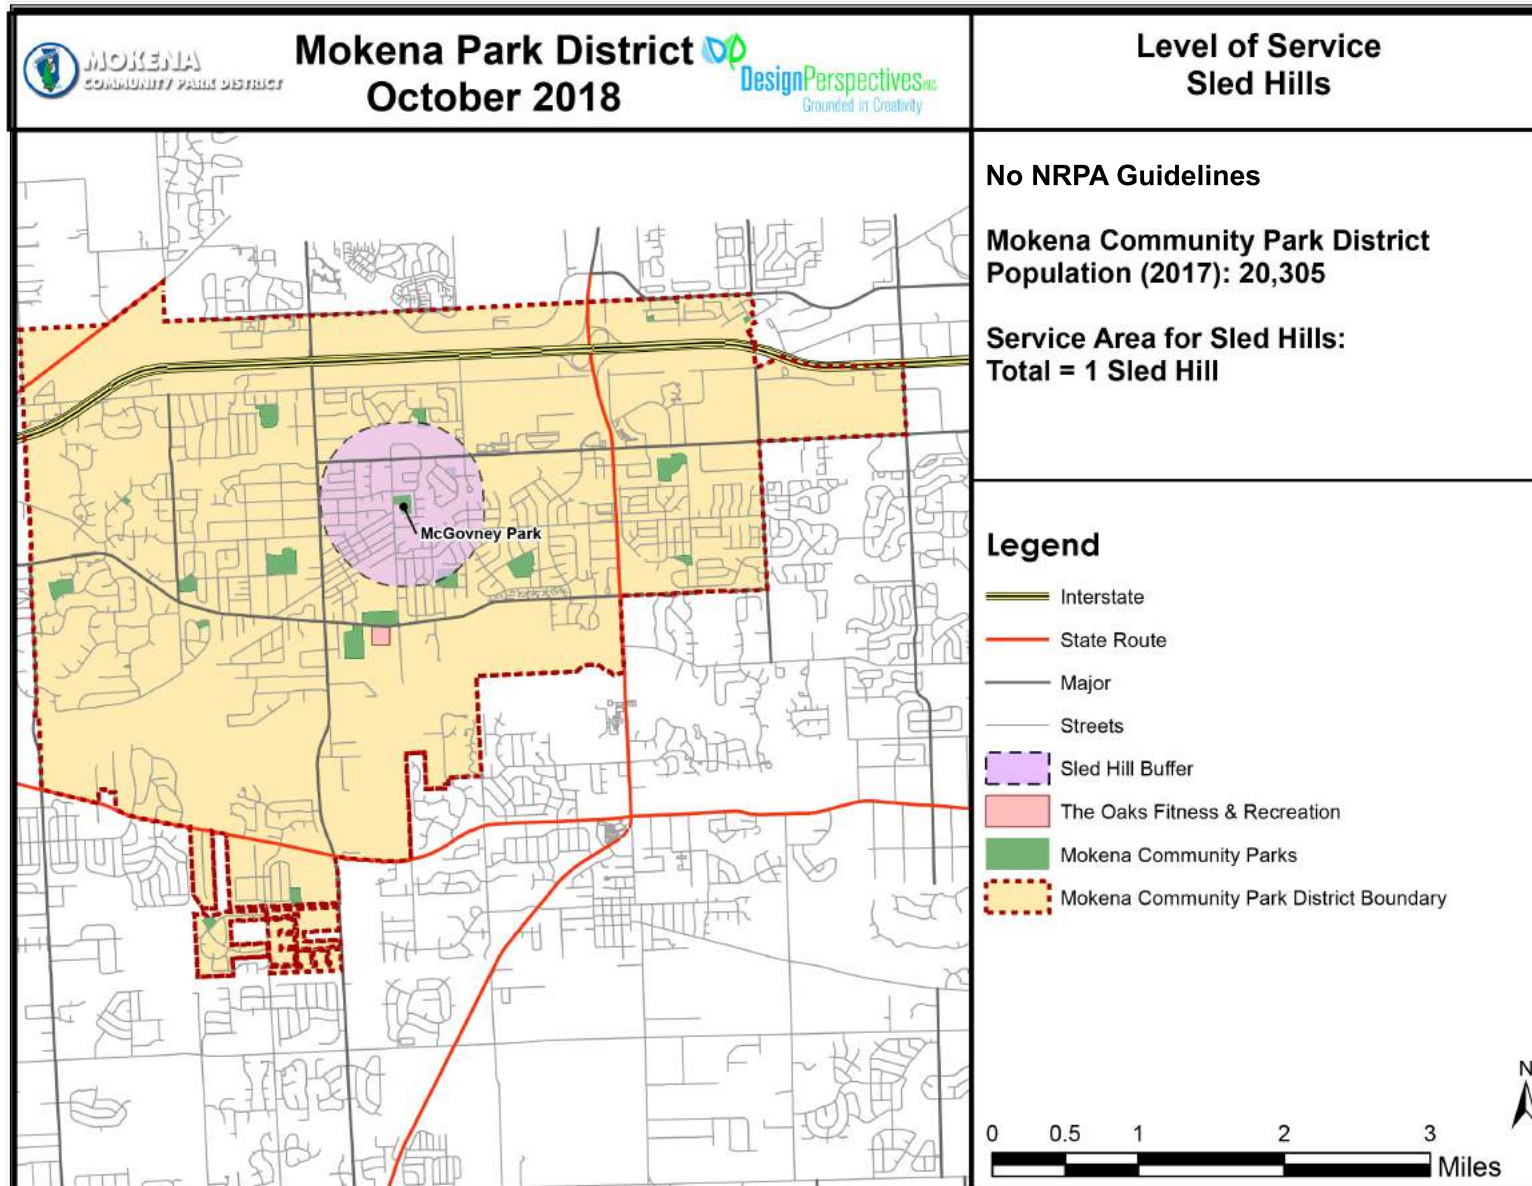 MOKENA
COMMUNITY PARK DISTRICT
Mokena Park District
October 2018
DesignPerspectives INC.
Grounded in Creativity
Level of Service
Sled Hills
No NRPA Guidelines
Mokena Community Park District
Population (2017): 20,305
Service Area for Sled Hills:
Total = 1 Sled Hill
McGovney Park
Legend
Interstate
State Route
Major
Streets
Sled Hill Buffer
The Oaks Fitness & Recreation
Mokena Community Parks
Mokena Community Park District Boundary
N
0 0.5 1 2 3
Miles